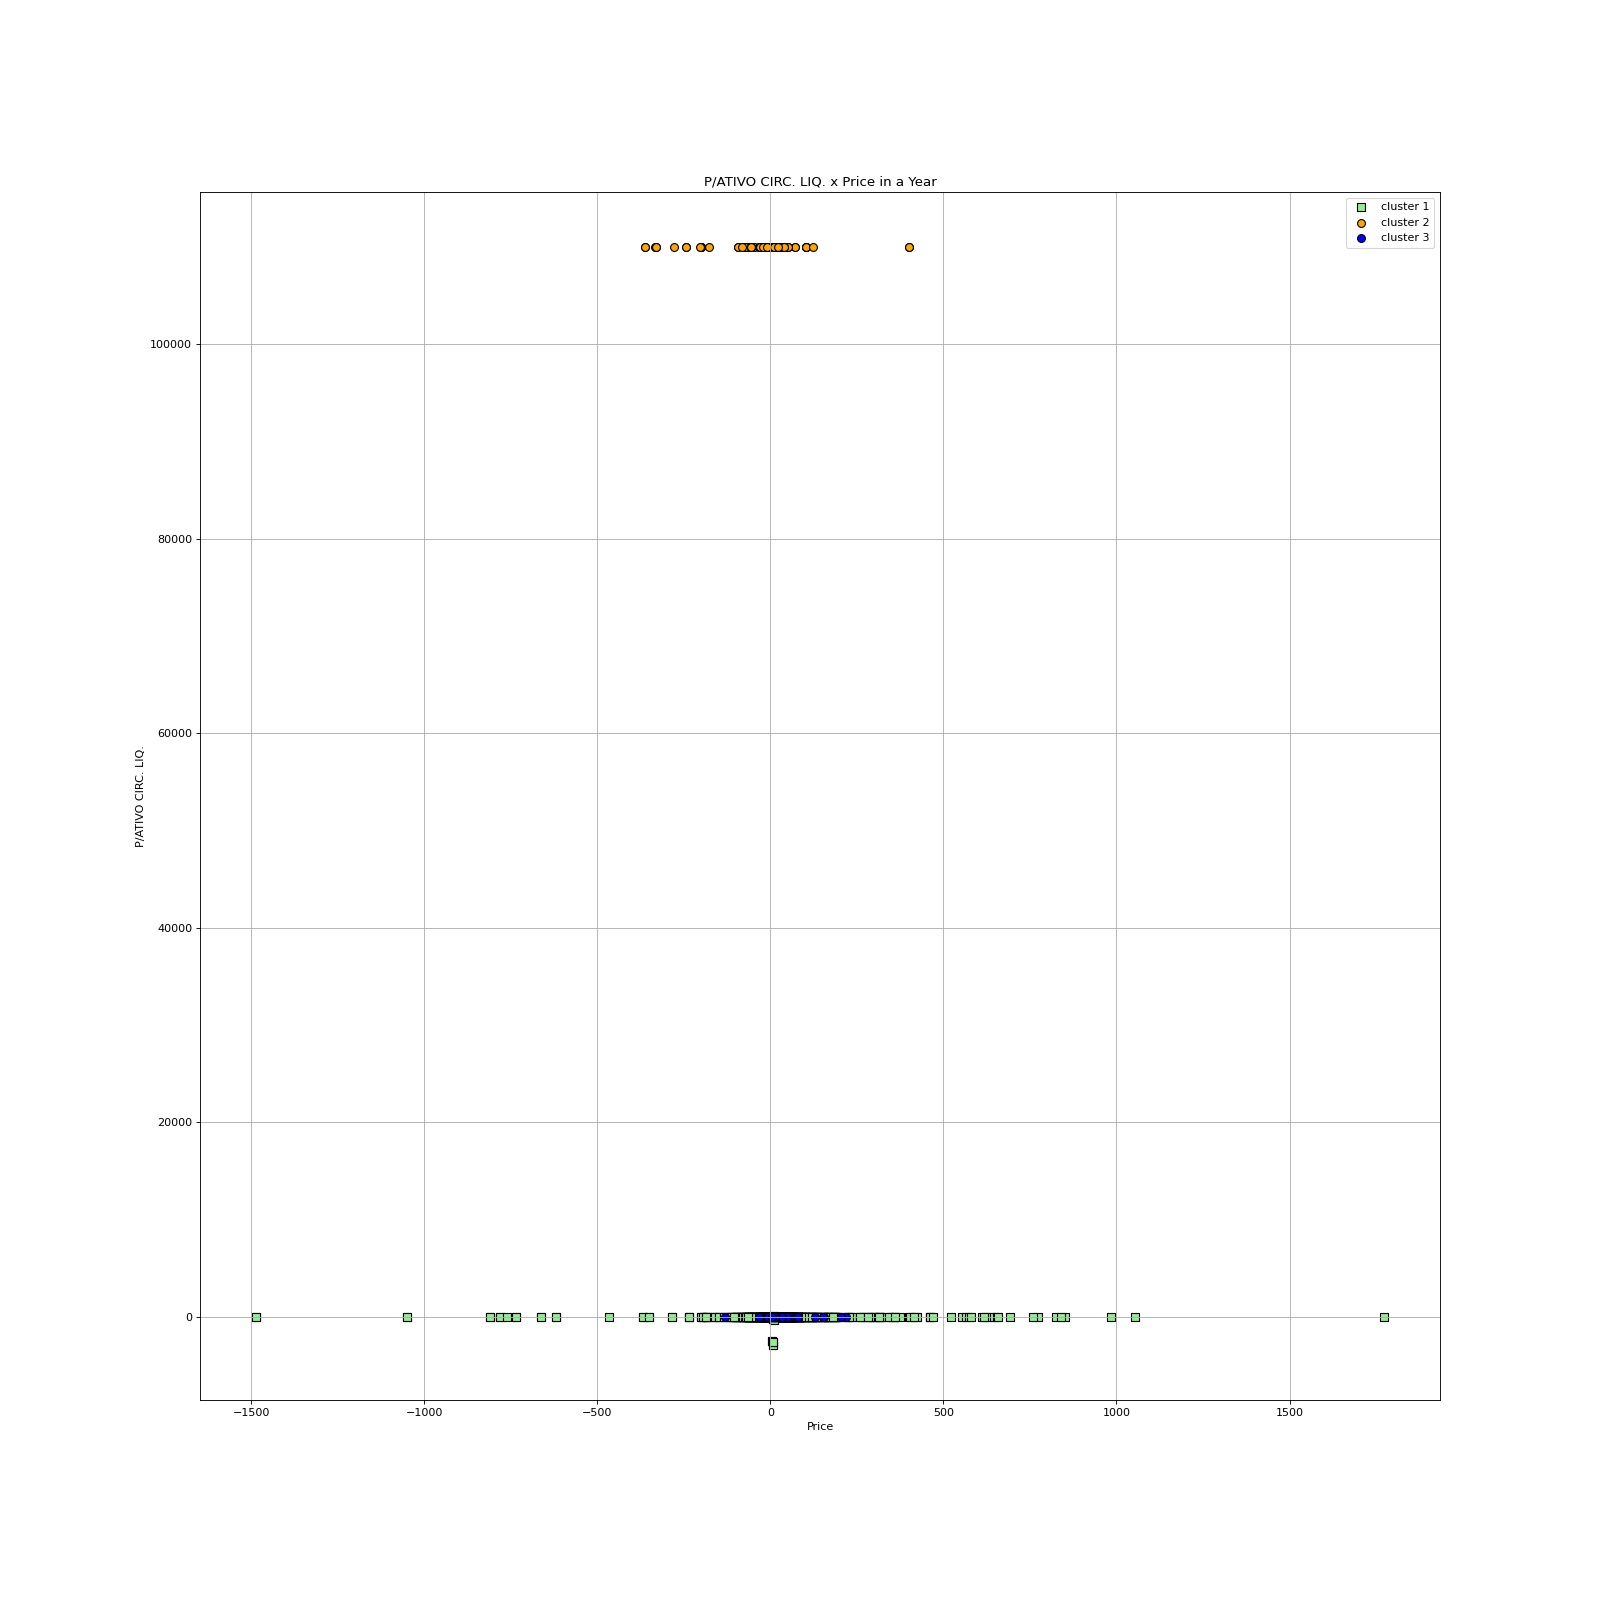 P/ATIVO CIRC. LIQ. x Price in a Year
cluster 1
cluster 2
cluster 3
100000
80000
60000
40000
20000
0
P/ATIVO CIRC. LIQ.
−1500
−1000
−500
0
500
1000
1500
Price